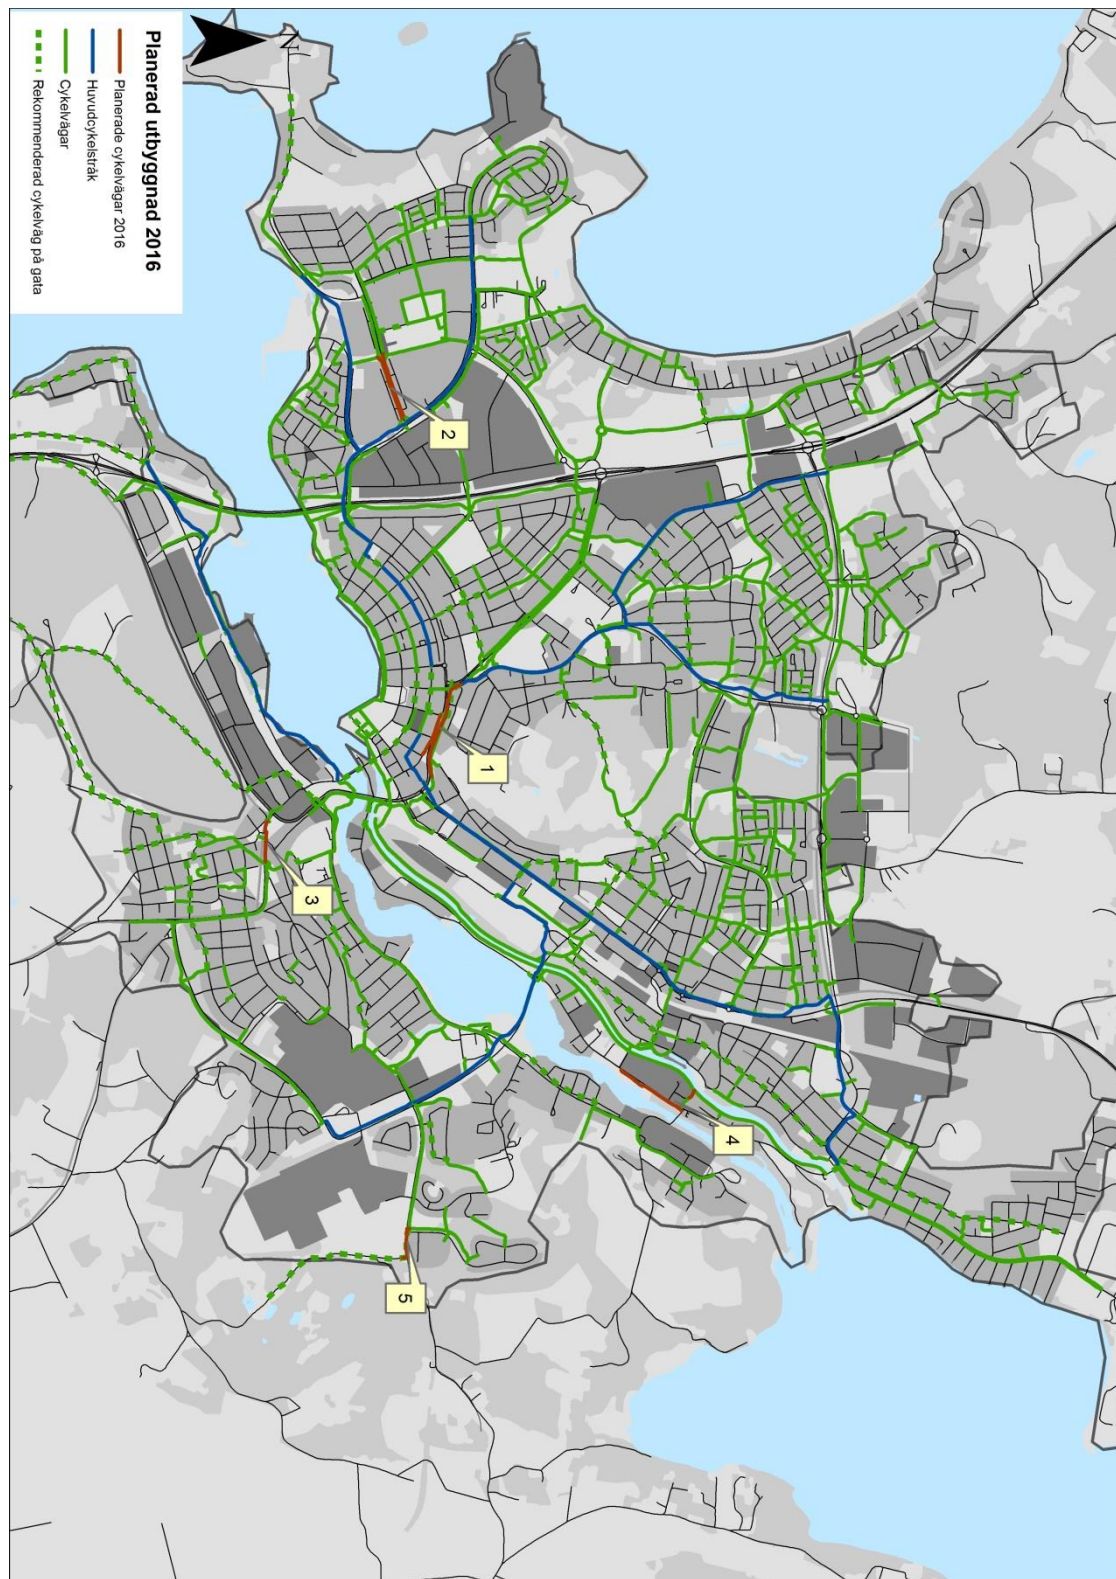 Planerad utbyggnad 2016
Planerade cykelvägar 2016
Huvudcykelstråk
Cykelvägar
Rekommenderad cykelväg på gata
N
2
1
3
4
5